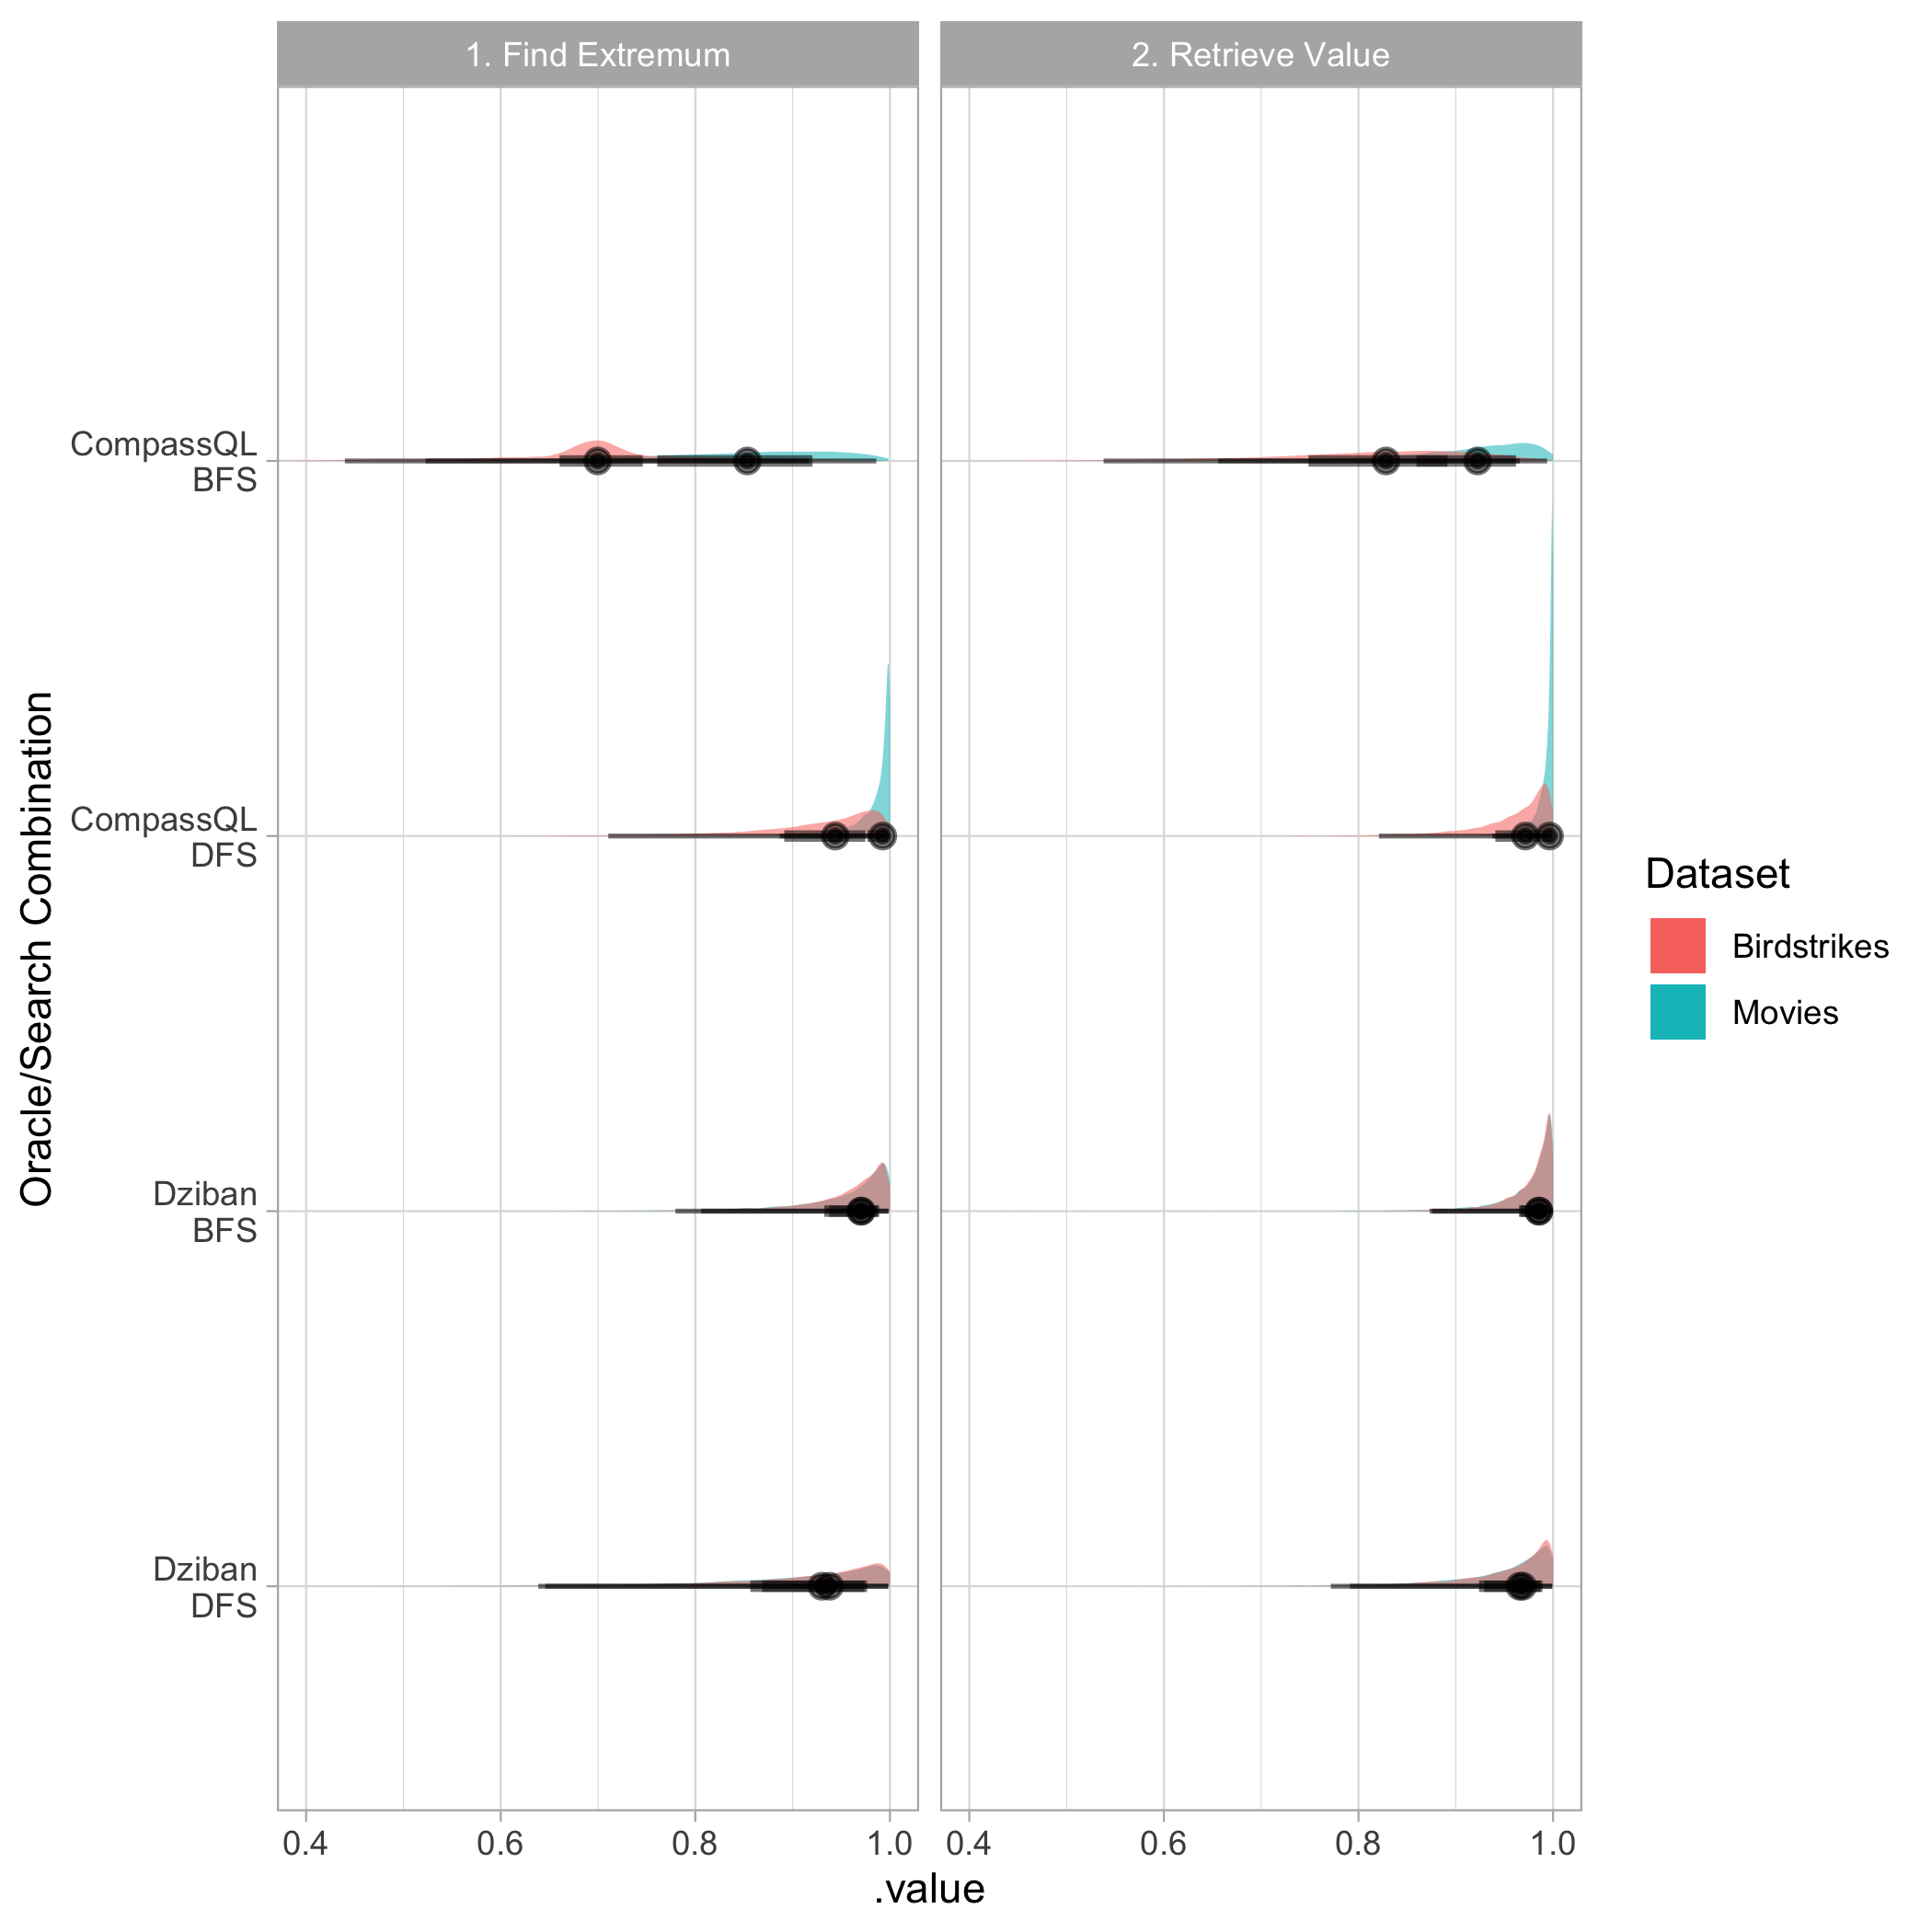 1. Find Extremum
2. Retrieve Value
Oracle/Search Combination
CompassQL
BFS
CompassQL
DFS
Dziban
BFS
Dziban
DFS
0.4 0.6 0.8 1.0
0.4 0.6 0.8 1.0
.value
Dataset
Birdstrikes
Movies